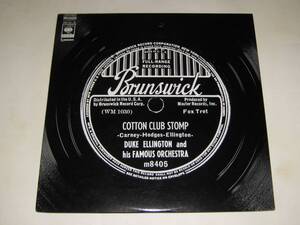 FULL-RANGE
RECORDING
Brunswick
Distributed in the U.S.A.
by Brunswick Record Corp.
Produced by
Master Records, Inc.
(WM 1030)
Fox Trot
COTTON CLUB STOMP
-Carney-Hodges-Ellington-
DUKE ELLINGTON and
his FAMOUS ORCHESTRA
m8405